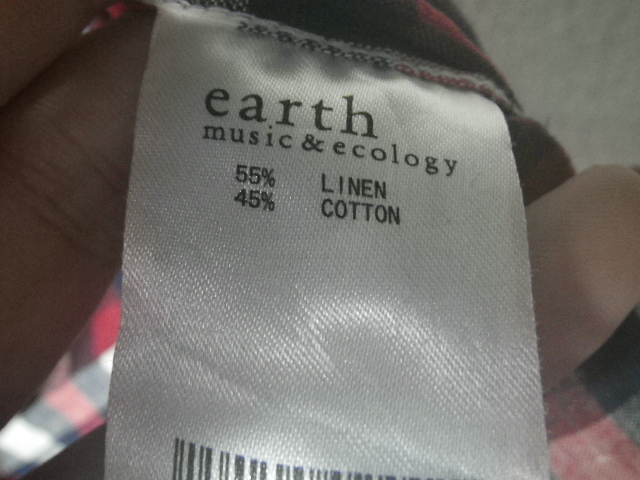 earth
music & ecology
55% LINEN
45% COTTON